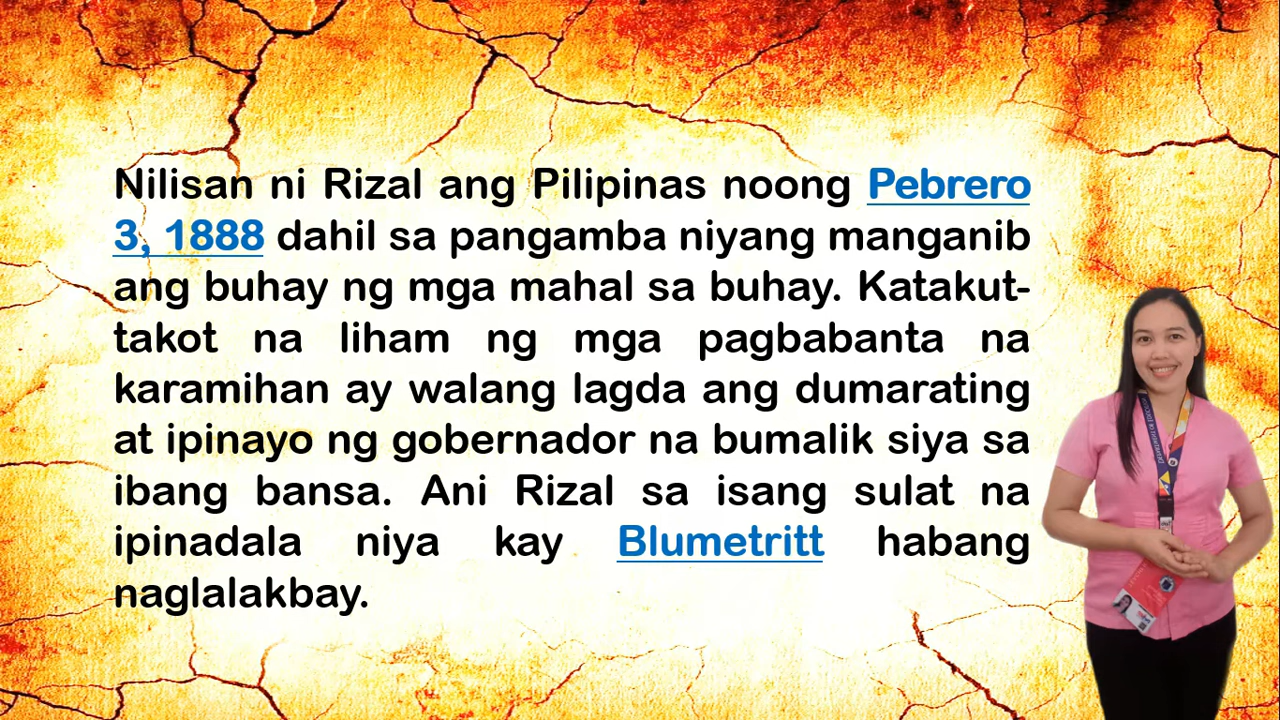 Nilisan ni Rizal ang Pilipinas noong Pebrero
3, 1888 dahil sa pangamba niyang manganib
ang buhay ng mga mahal sa buhay. Katakut-
takot na liham ng mga pagbabanta na
karamihan ay walang lagda ang dumarating
at ipinayo ng gobernador na bumalik siya sa
ibang bansa. Ani Rizal sa isang sulat na
ipinadala niya kay Blumetritt habang
naglalakbay.